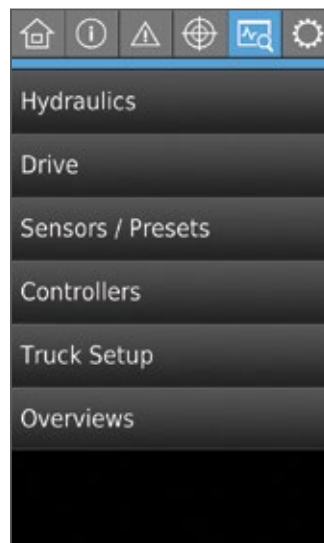 Hydraulics
Drive
Sensors / Presets
Controllers
Truck Setup
Overviews